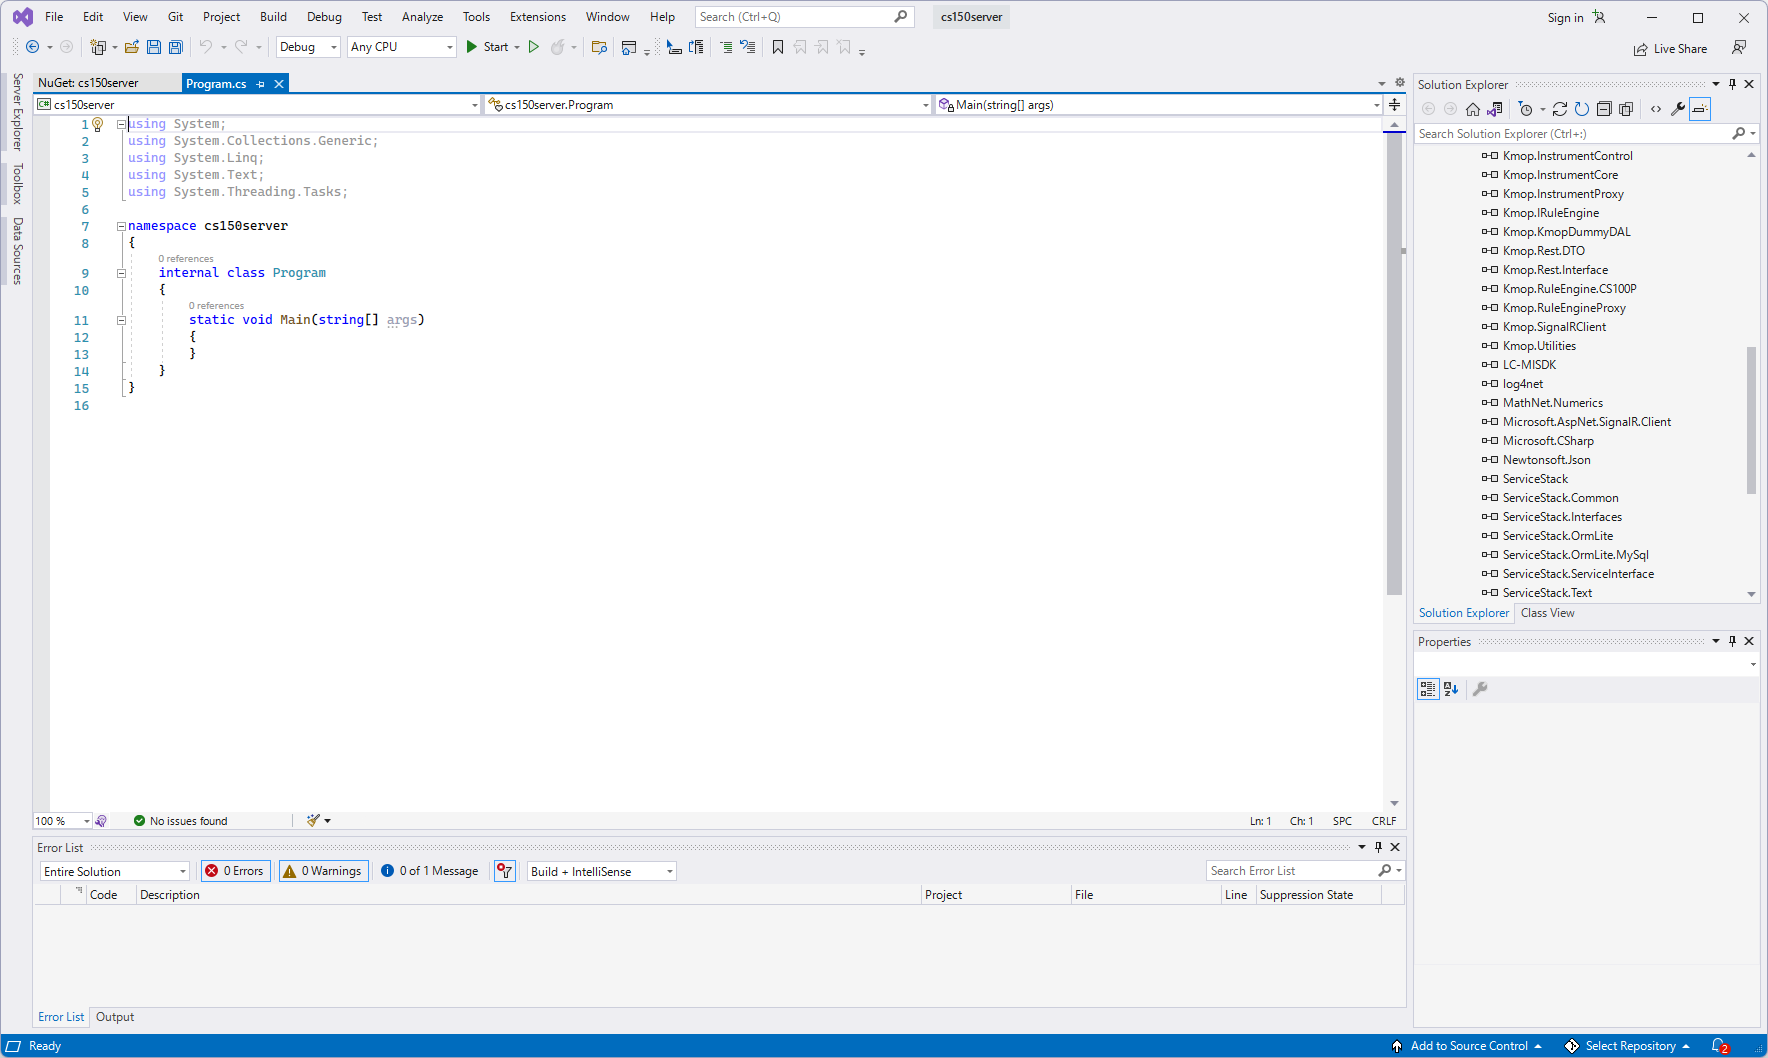 File Edit View Git Project Build Debug Test Analyze Tools Extensions Window Help Search (Ctrl+Q) cs150server Sign in
Debug Any CPU Start Live Share
Server Explorer
Toolbox
Data Sources
NuGet: cs150server Program.cs
cs150server cs150server.Program Main(string[] args)
1 using System;
2 using System.Collections.Generic;
3 using System.Linq;
4 using System.Text;
5 using System.Threading.Tasks;
6
7 namespace cs150server
8 {
0 references
9 internal class Program
10 {
0 references
11 static void Main(string[] args)
12 {
13 }
14 }
15 }
16
100 % No issues found Ln: 1 Ch: 1 SPC CRLF
Error List
Entire Solution 0 Errors 0 Warnings 0 of 1 Message Build + IntelliSense Search Error List
Code Description Project File Line Suppression State
Error List Output
Solution Explorer
Search Solution Explorer (Ctrl+:)
Kmop.InstrumentControl
Kmop.InstrumentCore
Kmop.InstrumentProxy
Kmop.IRuleEngine
Kmop.KmopDummyDAL
Kmop.Rest.DTO
Kmop.Rest.Interface
Kmop.RuleEngine.CS100P
Kmop.RuleEngineProxy
Kmop.SignalRClient
Kmop.Utilities
LC-MISDK
log4net
MathNet.Numerics
Microsoft.AspNet.SignalR.Client
Microsoft.CSharp
Newtonsoft.Json
ServiceStack
ServiceStack.Common
ServiceStack.Interfaces
ServiceStack.OrmLite
ServiceStack.OrmLite.MySql
ServiceStack.ServiceInterface
ServiceStack.Text
Solution Explorer Class View
Properties
Ready Add to Source Control Select Repository 2